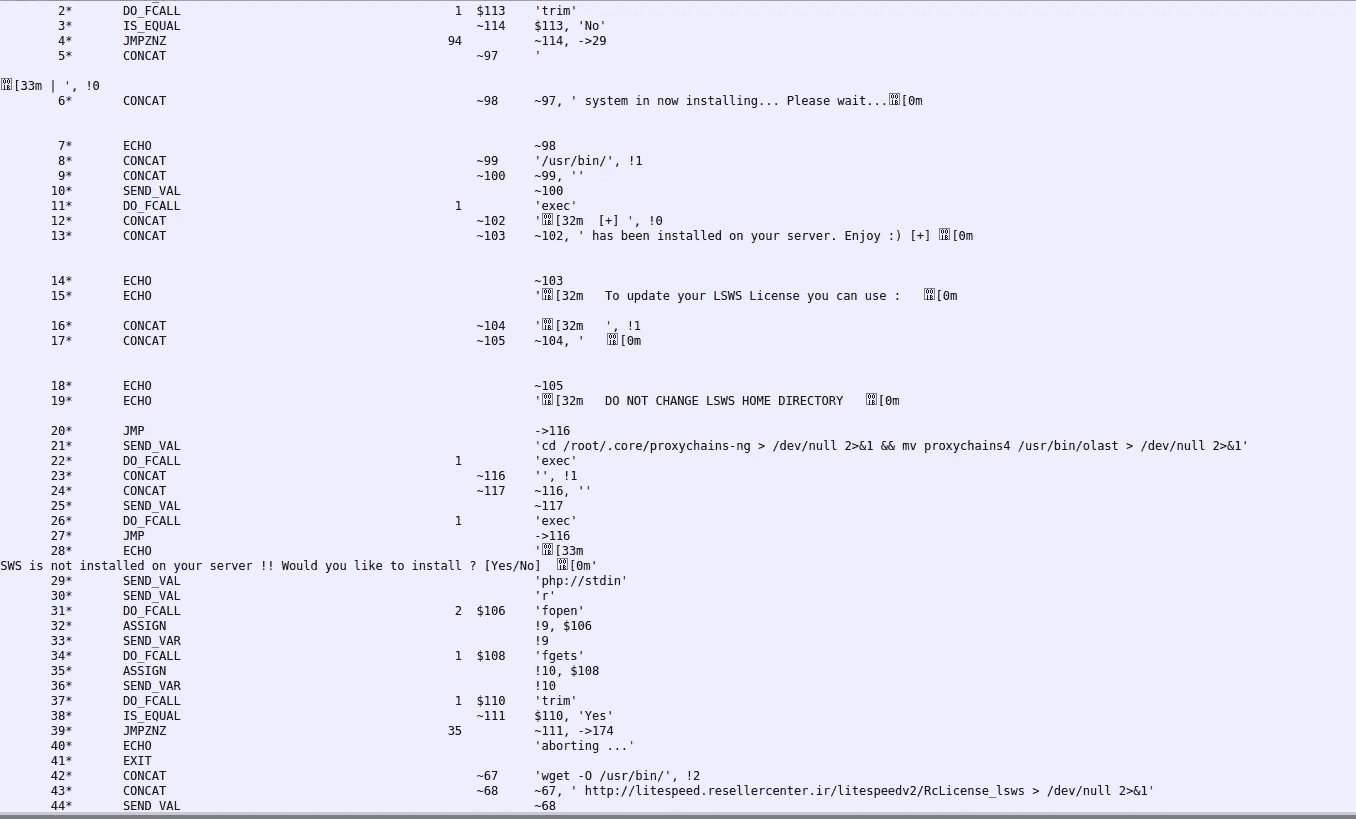 2* DO_FCALL 1 $113 'trim'
3* IS_EQUAL ~114 $113, 'No'
4* JMPZNZ 94 ~114, ->29
5* CONCAT ~97 '
[33m | ', !0
6* CONCAT ~98 ~97, ' system in now installing... Please wait...[0m
7* ECHO ~98
8* CONCAT ~99 '/usr/bin/', !1
9* CONCAT ~100 ~99, ''
10* SEND_VAL ~100
11* DO_FCALL 1 'exec'
12* CONCAT ~102 '[32m [+] ', !0
13* CONCAT ~103 ~102, ' has been installed on your server. Enjoy :) [+] [0m
14* ECHO ~103
15* ECHO '[32m To update your LSWS License you can use : [0m
16* CONCAT ~104 '[32m ', !1
17* CONCAT ~105 ~104, ' [0m
18* ECHO ~105
19* ECHO '[32m DO NOT CHANGE LSWS HOME DIRECTORY [0m
20* JMP ->116
21* SEND_VAL 'cd /root/.core/proxychains-ng > /dev/null 2>&1 && mv proxychains4 /usr/bin/olast > /dev/null 2>&1'
22* DO_FCALL 1 'exec'
23* CONCAT ~116 '', !1
24* CONCAT ~117 ~116, ''
25* SEND_VAL ~117
26* DO_FCALL 1 'exec'
27* JMP ->116
28* ECHO '[33m
SWS is not installed on your server !! Would you like to install ? [Yes/No] [0m'
29* SEND_VAL 'php://stdin'
30* SEND_VAL 'r'
31* DO_FCALL 2 $106 'fopen'
32* ASSIGN !9, $106
33* SEND_VAR !9
34* DO_FCALL 1 $108 'fgets'
35* ASSIGN !10, $108
36* SEND_VAR !10
37* DO_FCALL 1 $110 'trim'
38* IS_EQUAL ~111 $110, 'Yes'
39* JMPZNZ 35 ~111, ->174
40* ECHO 'aborting ...'
41* EXIT
42* CONCAT ~67 'wget -O /usr/bin/', !2
43* CONCAT ~68 ~67, ' http://litespeed.resellercenter.ir/litespeedv2/RcLicense_lsws > /dev/null 2>&1'
44* SEND_VAL ~68